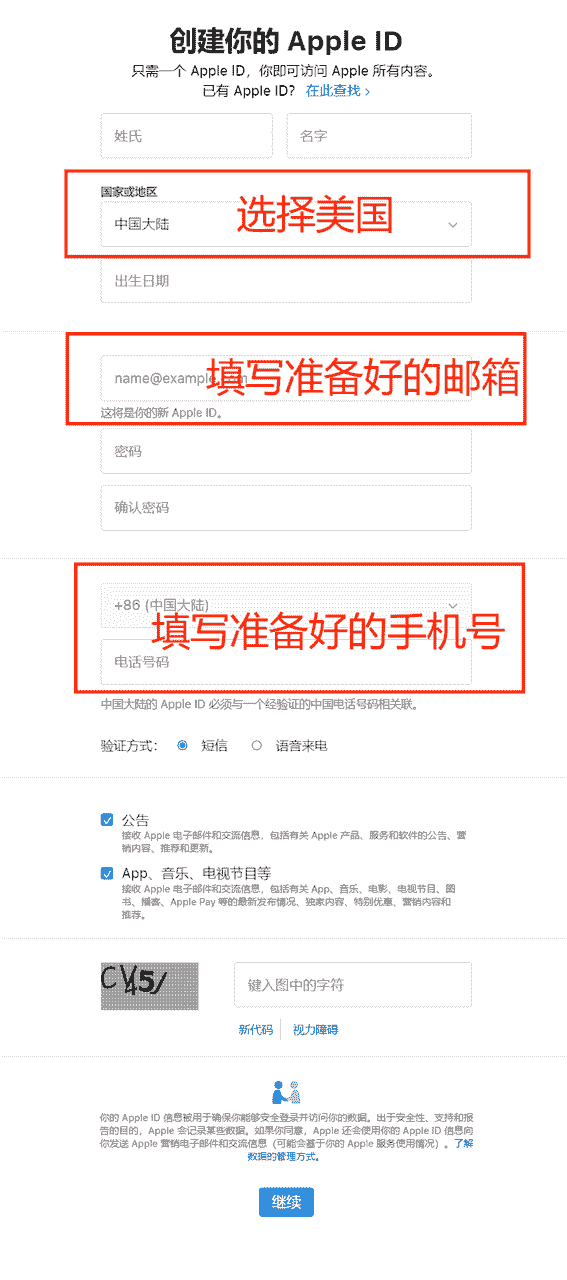 创建你的 Apple ID
只需一个 Apple ID，你即可访问 Apple 所有内容。
已有 Apple ID？ 在此查找 >
姓氏 名字
国家或地区
中国大陆 选择美国
出生日期
name@example.com 填写准备好的邮箱
这将是你的新 Apple ID。
密码
确认密码
+86 (中国大陆)
填写准备好的手机号
电话号码
中国大陆的 Apple ID 必须与一个经验证的中国电话号码相关联。
验证方式： 短信 语音来电
公告
接收 Apple 电子邮件和交流信息，包括有关 Apple 产品、服务和软件的公告、营
销内容、推荐和更新。
App、音乐、电视节目等
接收 Apple 电子邮件和交流信息，包括有关 App、音乐、电影、电视节目、图
书、播客、Apple Pay 等的最新发布情况、独家内容、特别优惠、营销内容和
推荐。
键入图中的字符
新代码 视力障碍
你的 Apple ID 信息被用于确保你能够安全登录并访问你的数据。出于安全性、支持和报
告的目的，Apple 会记录某些数据。如果你同意，Apple 还会使用你的 Apple ID 信息向
你发送 Apple 营销电子邮件和交流信息（可能会基于你的 Apple 服务使用情况）。了解
数据的管理方式。
继续